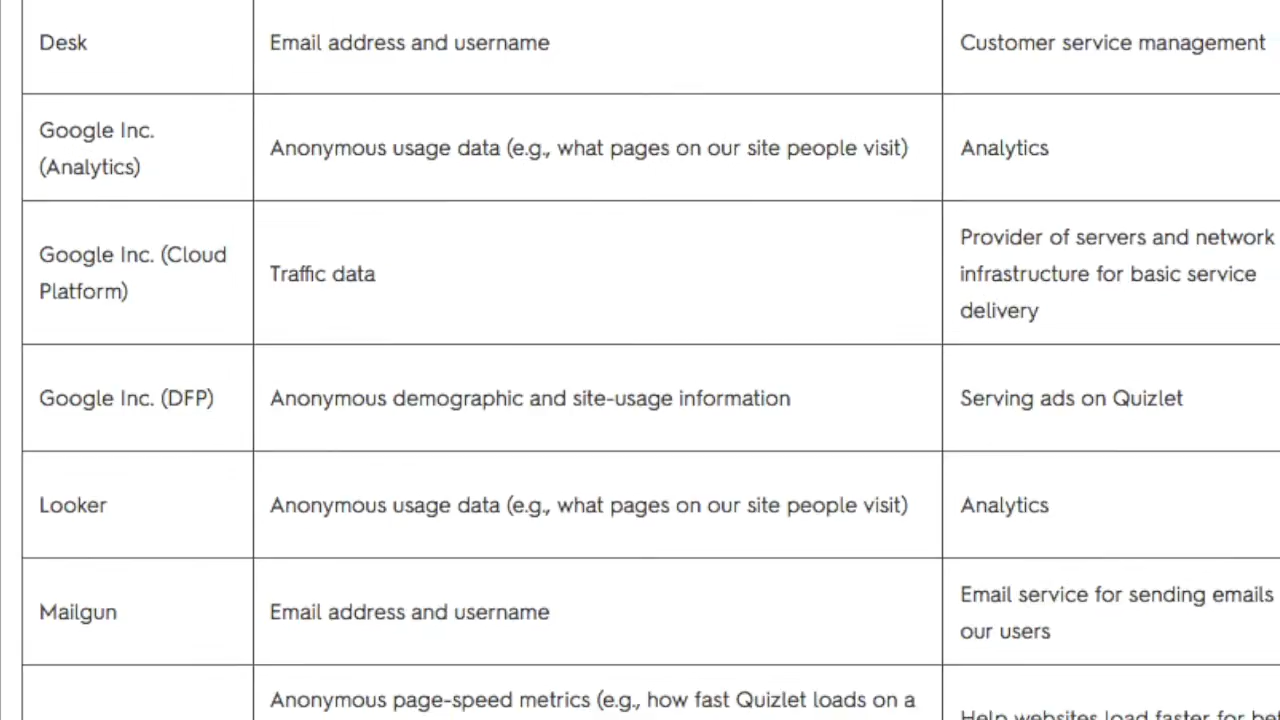 Desk
Email address and username
Customer service management
Google Inc.
(Analytics)
Anonymous usage data (e.g., what pages on our site people visit)
Analytics
Google Inc. (Cloud
Platform)
Traffic data
Provider of servers and network
infrastructure for basic service
delivery
Google Inc. (DFP)
Anonymous demographic and site-usage information
Serving ads on Quizlet
Looker
Anonymous usage data (e.g., what pages on our site people visit)
Analytics
Mailgun
Email address and username
Email service for sending emails
our users
Anonymous page-speed metrics (e.g., how fast Quizlet loads on a
Help websites load faster for